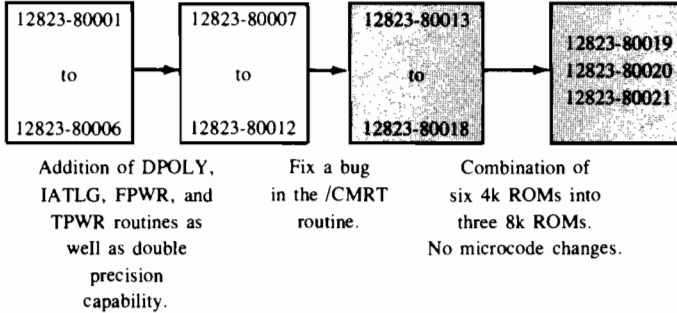 12823-80001
to
12823-80006
12823-80007
to
12823-80012
12823-80013
to
12823-80018
12823-80019
12823-80020
12823-80021
Addition of DPOLY,
IATLG, FPWR, and
TPWR routines as
well as double
precision
capability.
Fix a bug
in the /CMRT
routine.
Combination of
six 4k ROMs into
three 8k ROMs.
No microcode changes.